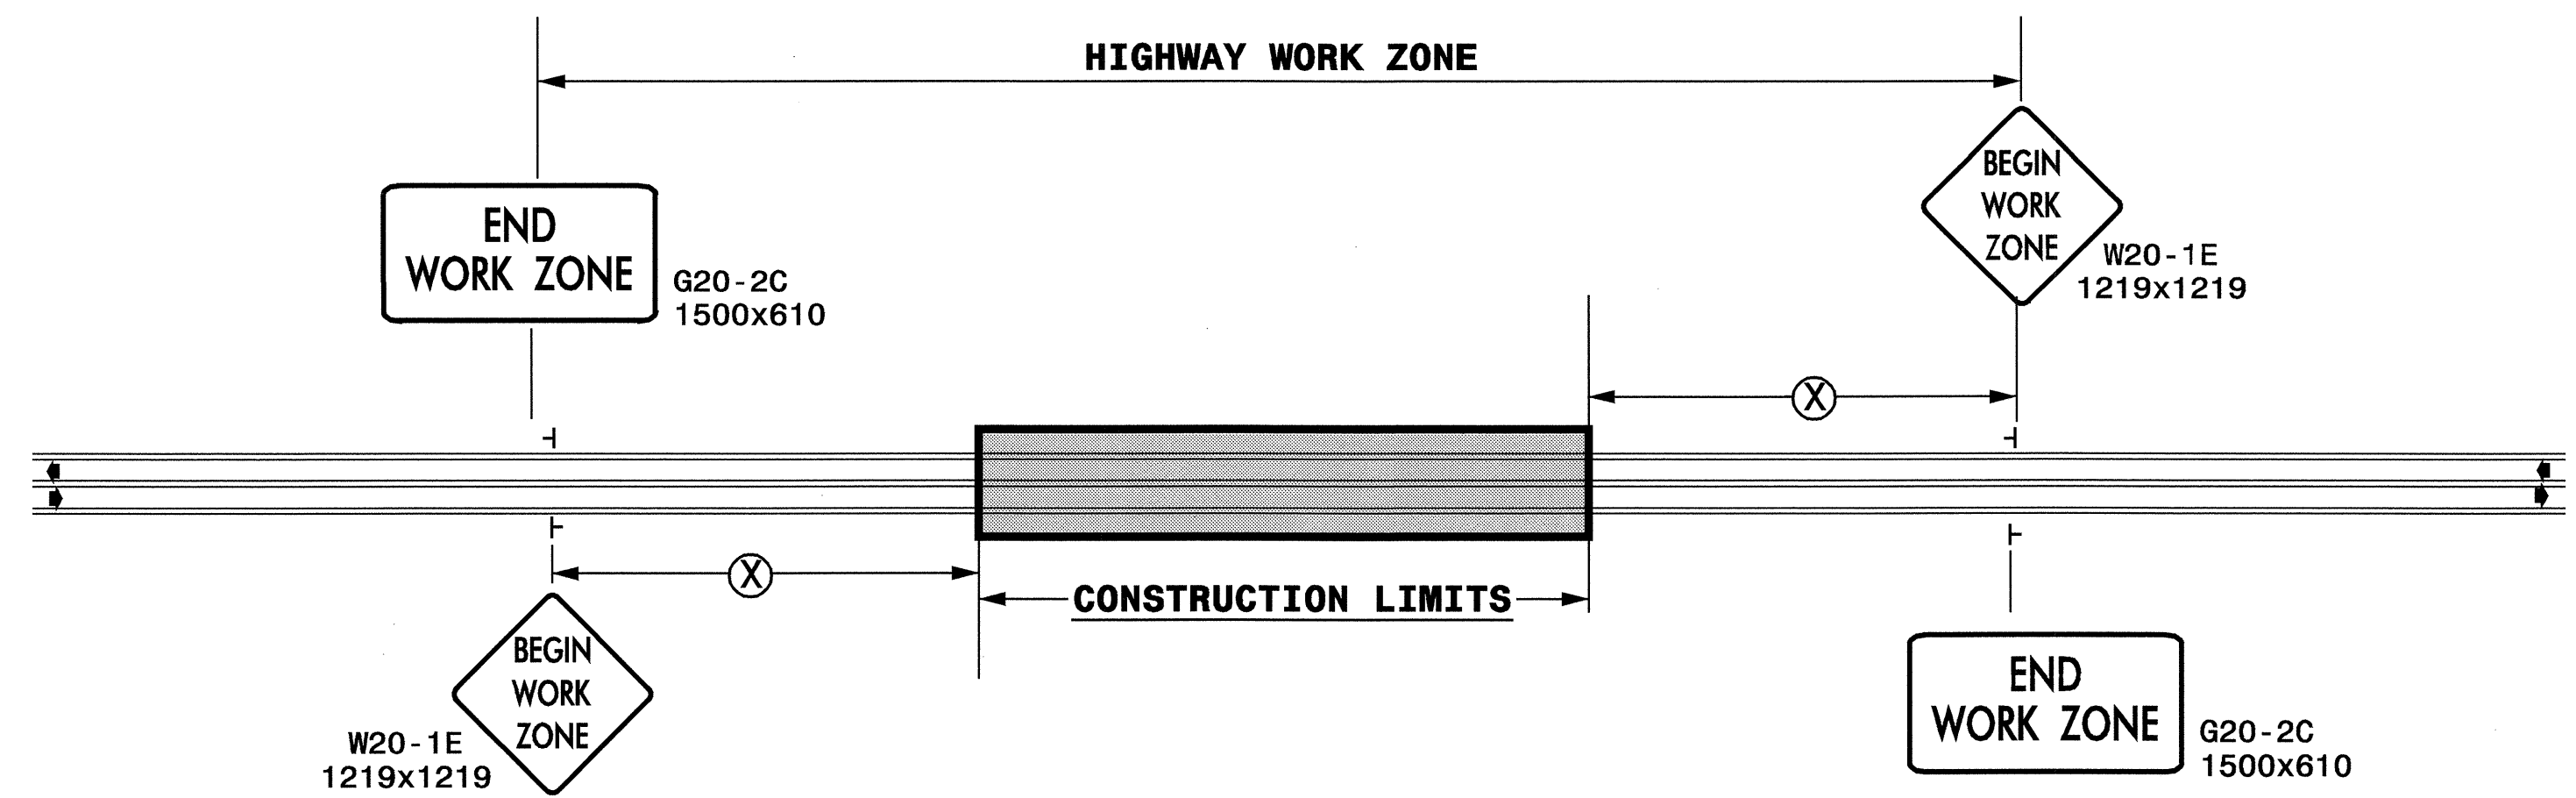 HIGHWAY WORK ZONE
BEGIN
WORK
ZONE
W20-1E
1219x1219
END
WORK ZONE
G20-2C
1500x610
X
X
CONSTRUCTION LIMITS
BEGIN
WORK
ZONE
W20-1E
1219x1219
END
WORK ZONE
G20-2C
1500x610